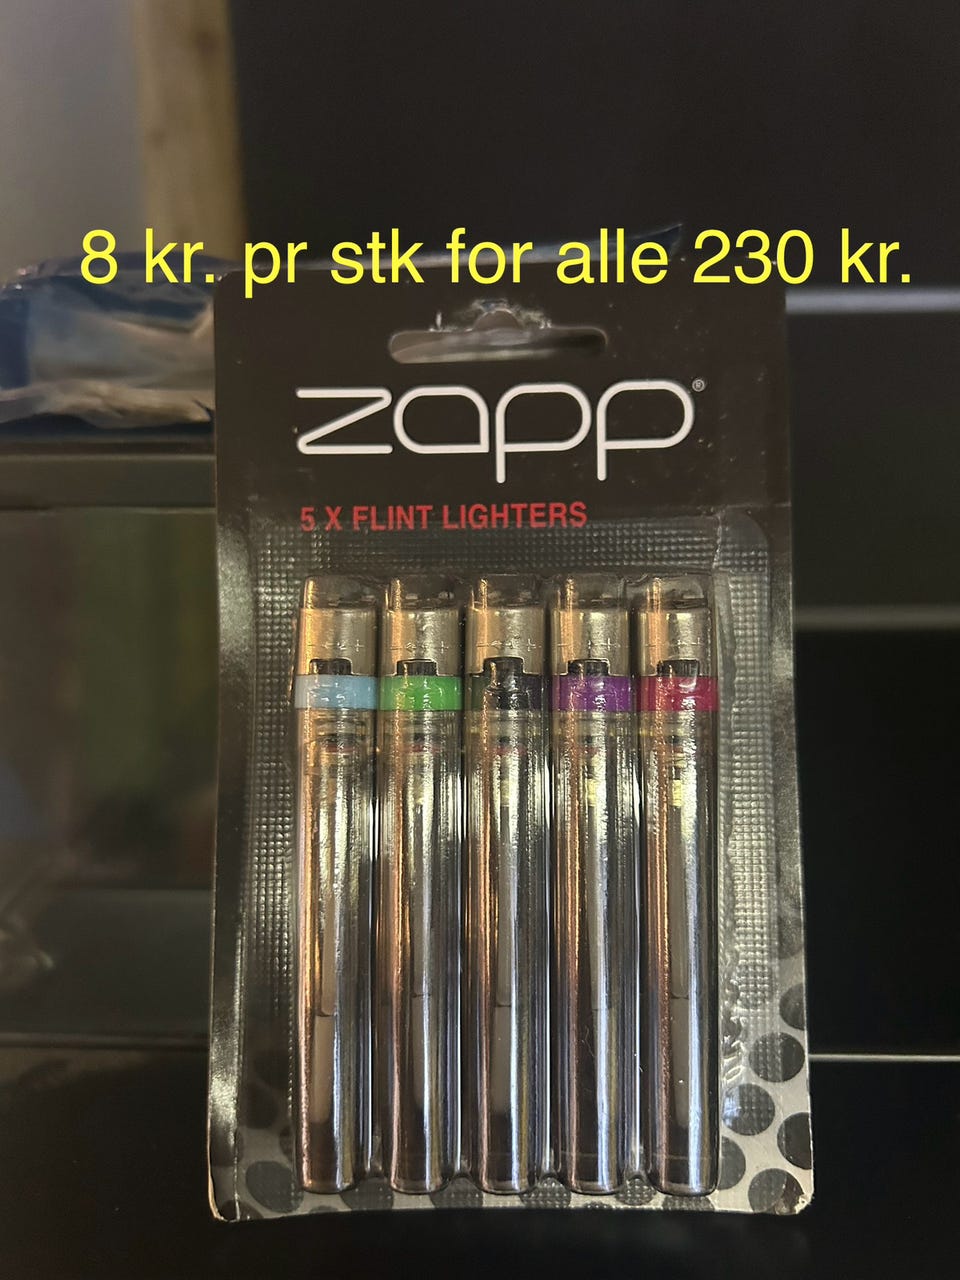 8 kr. pr stk for alle 230 kr.
zapp®
5 X FLINT LIGHTERS